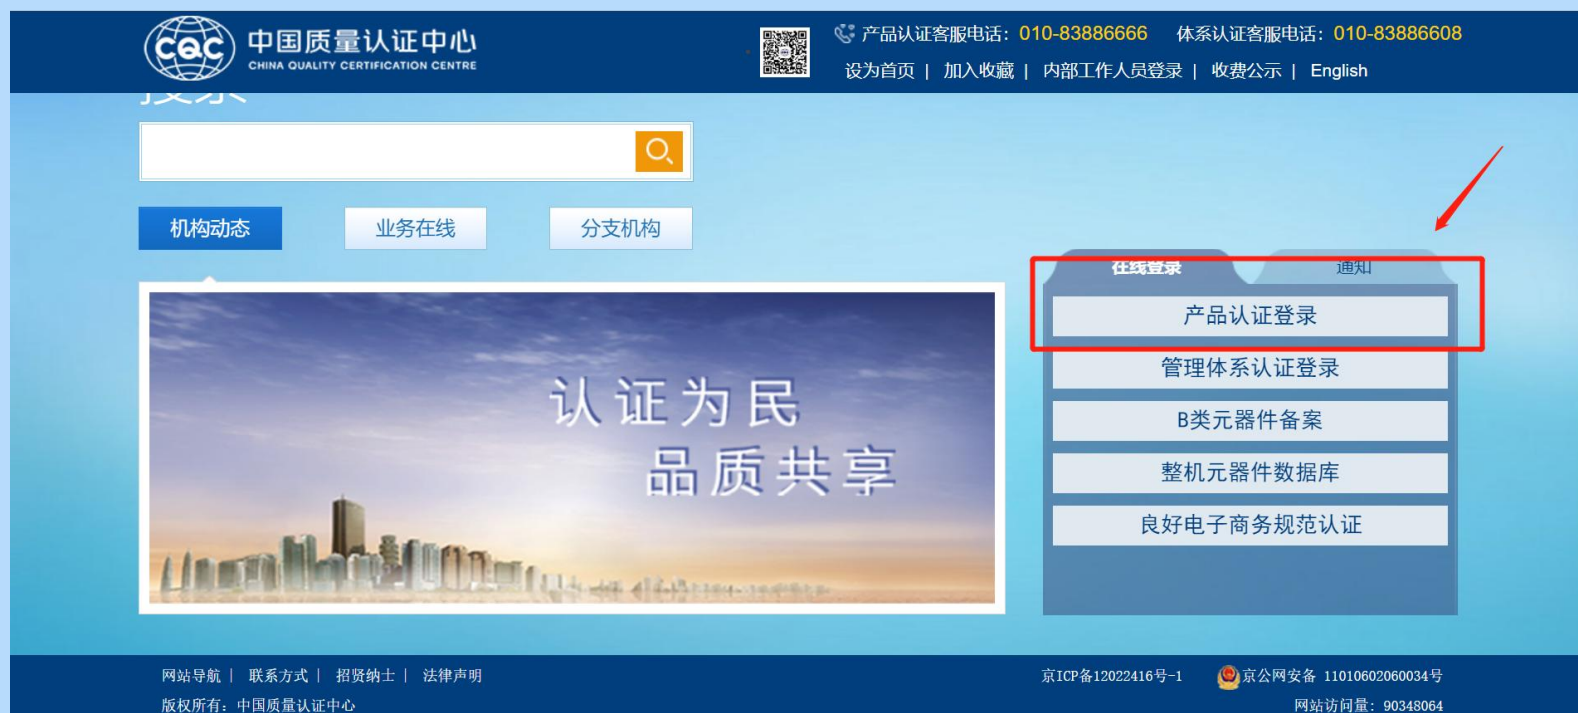 CQC 中国质量认证中心
CHINA QUALITY CERTIFICATION CENTRE
产品认证客服电话：010-83886666 体系认证客服电话：010-83886608
设为首页 | 加入收藏 | 内部工作人员登录 | 收费公示 | English
搜索
机构动态 业务在线 分支机构
认证为民
品质共享
在线登录 通知
产品认证登录
管理体系认证登录
B类元器件备案
整机元器件数据库
良好电子商务规范认证
网站导航 | 联系方式 | 招贤纳士 | 法律声明
京ICP备12022416号-1 京公网安备 11010602060034号
版权所有：中国质量认证中心
网站访问量：90348064